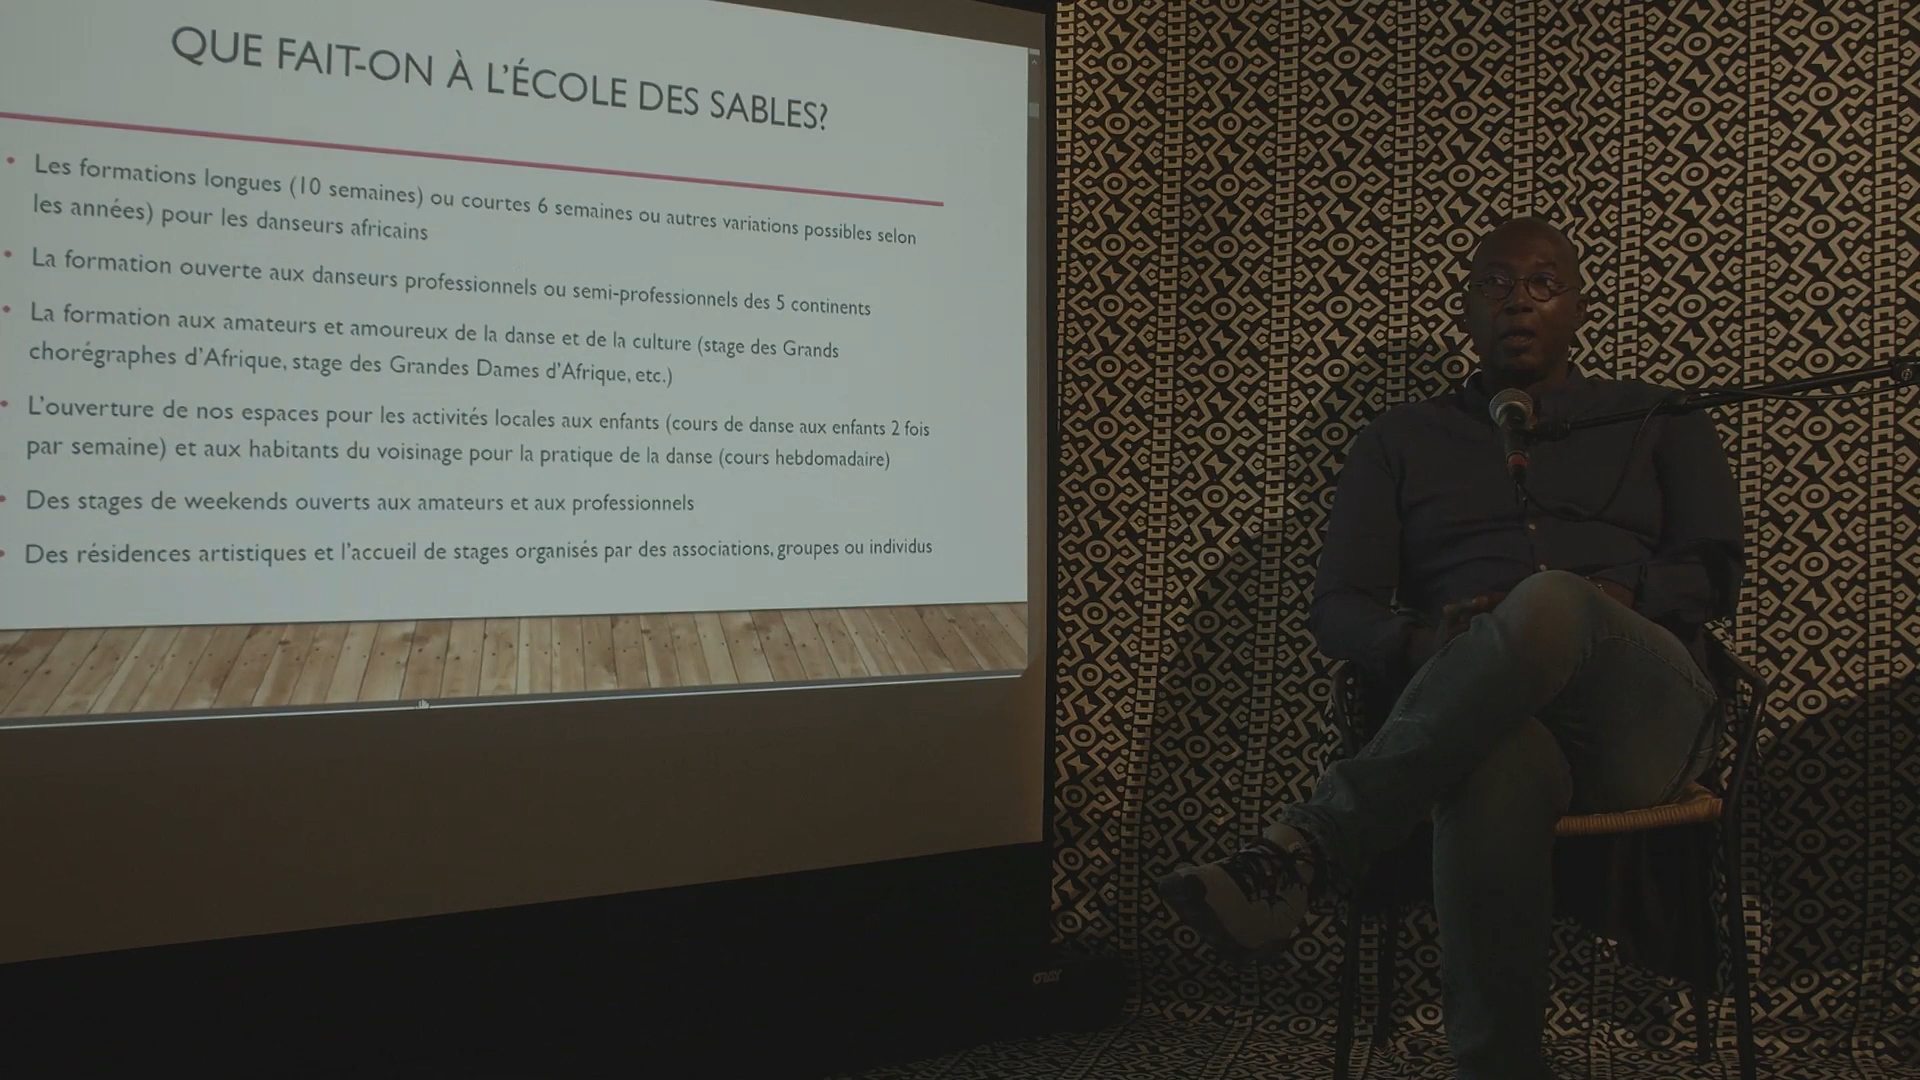 QUE FAIT-ON À L'ÉCOLE DES SABLES?
• Les formations longues (10 semaines) ou courtes 6 semaines ou autres variations possibles selon
les années) pour les danseurs africains
• La formation ouverte aux danseurs professionnels ou semi-professionnels des 5 continents
• La formation aux amateurs et amoureux de la danse et de la culture (stage des Grands
chorégraphes d'Afrique, stage des Grandes Dames d'Afrique, etc.)
• L'ouverture de nos espaces pour les activités locales aux enfants (cours de danse aux enfants 2 fois
par semaine) et aux habitants du voisinage pour la pratique de la danse (cours hebdomadaire)
• Des stages de weekends ouverts aux amateurs et aux professionnels
• Des résidences artistiques et l'accueil de stages organisés par des associations, groupes ou individus